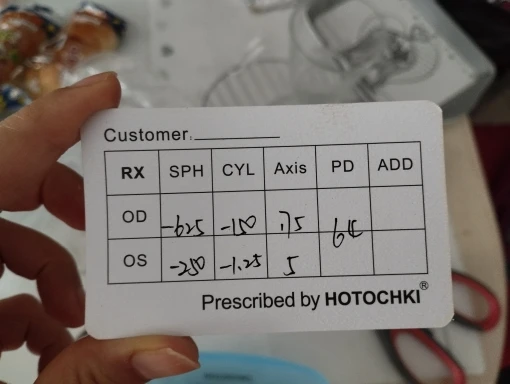 Customer.
RX SPH CYL Axis PD ADD
OD -625 -150 175
OS -250 -1.25 5
Prescribed by HOTOCHKI®